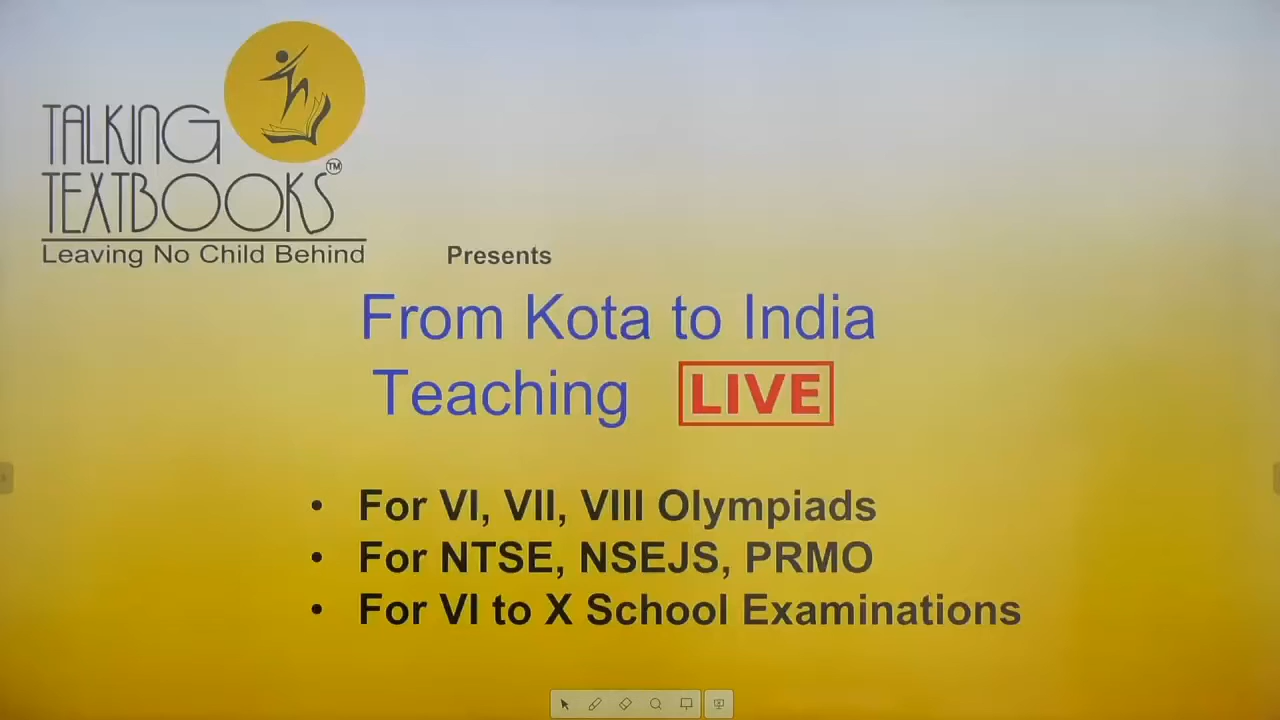 TALKING
TEXTBOOKS™
Leaving No Child Behind
Presents
From Kota to India
Teaching LIVE
• For VI, VII, VIII Olympiads
• For NTSE, NSEJS, PRMO
• For VI to X School Examinations